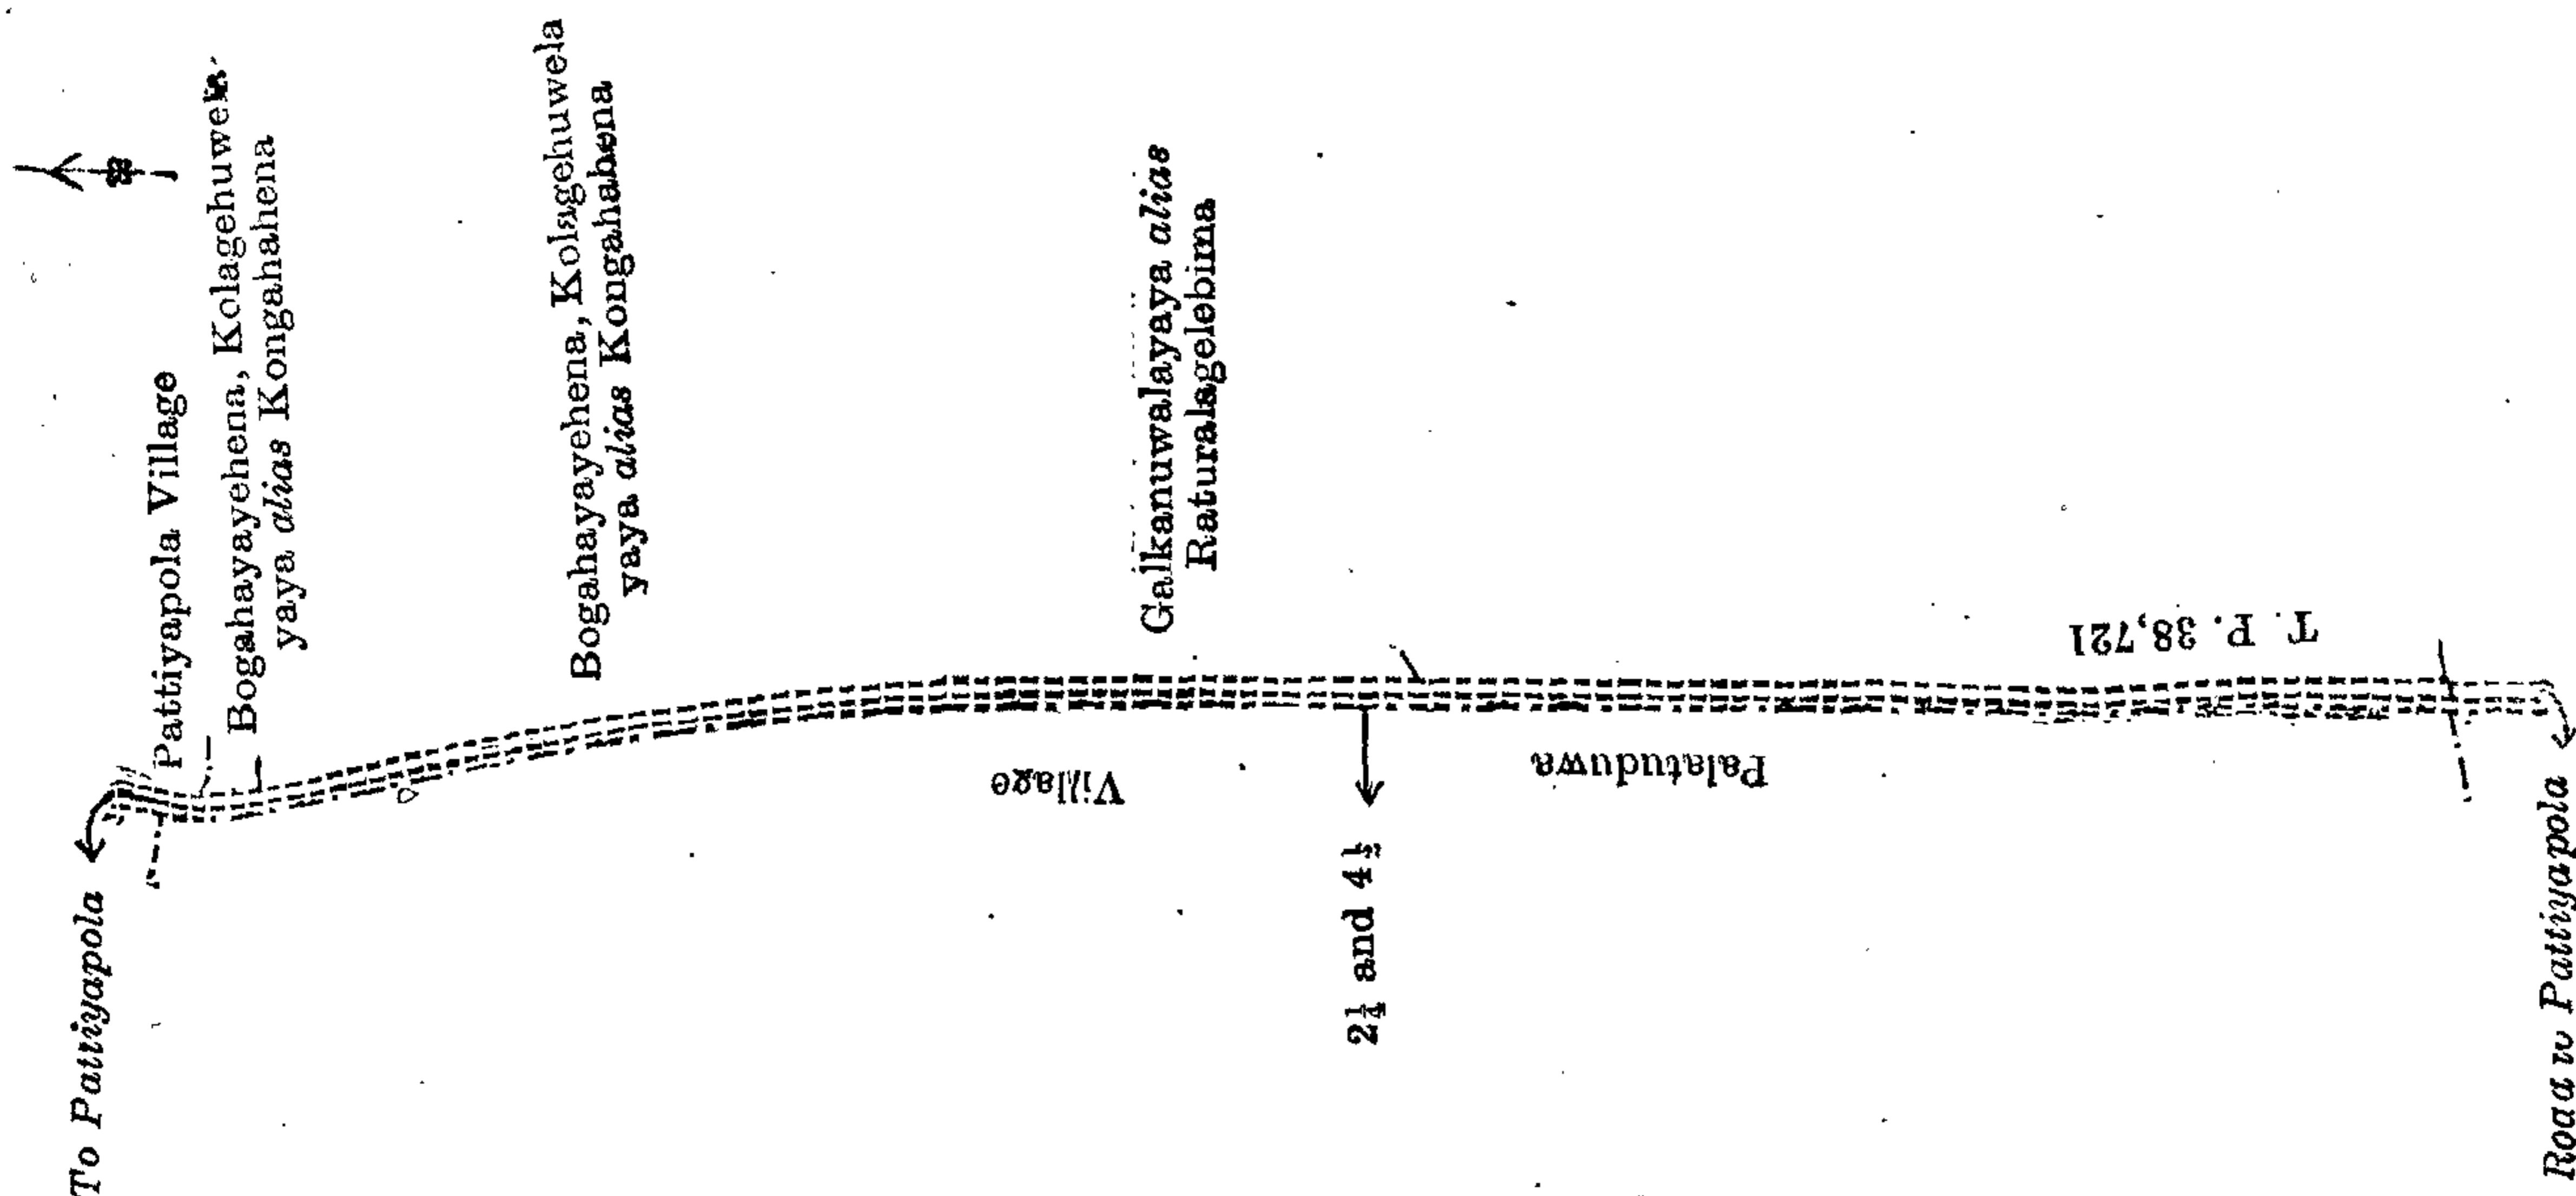 To Pattiyapola
Pattiyapola Village
Bogahayayehena, Kolagehuwela
yaya alias Kongahahena
Bogahayayehena, Kolagehuwela
yaya alias Kongahahena
Galkanuwalayaya alias
Raturalagelebima
Village
2¼ and 4½
Palatuduwa
T. P. 38,721
Road to Pattiyapola